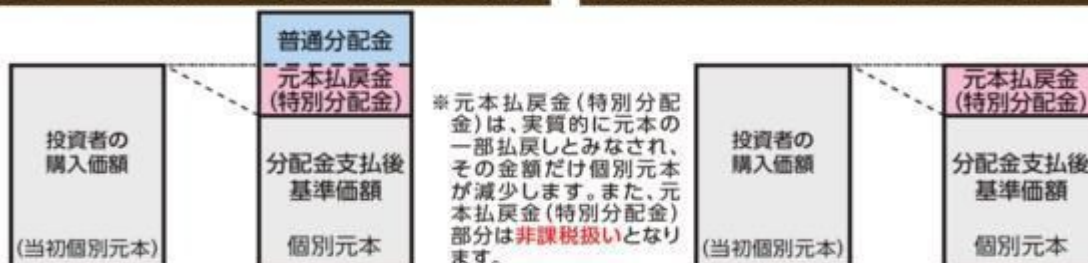 普通分配金
元本払戻金
(特別分配金)
投資者の
購入価額
(当初個別元本)
分配金支払後
基準価額
個別元本
※元本払戻金(特別分配
金)は、実質的に元本の
一部払戻しとみなされ、
その金額だけ個別元本
が減少します。また、元
本払戻金(特別分配金)
部分は非課税扱いとなり
ます。
投資者の
購入価額
(当初個別元本)
元本払戻金
(特別分配金)
分配金支払後
基準価額
個別元本